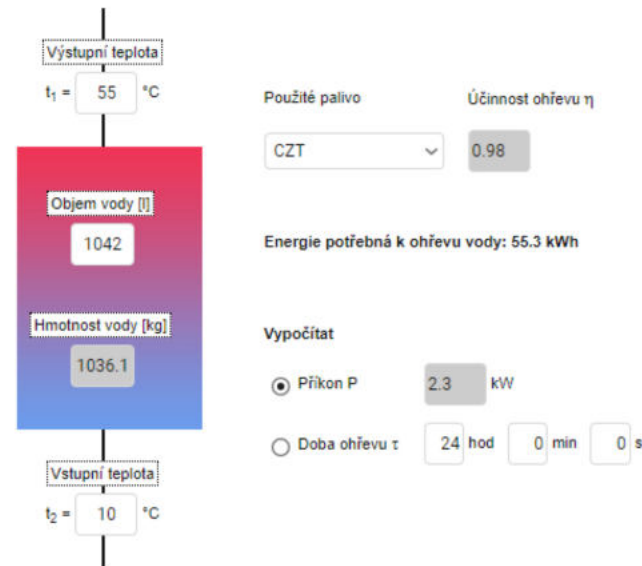 Výstupní teplota
t₁ = 55 °C
Objem vody [l]
1042
Hmotnost vody [kg]
1036.1
Vstupní teplota
t₂ = 10 °C
Použité palivo Účinnost ohřevu η
CZT 0.98
Energie potřebná k ohřevu vody: 55.3 kWh
Vypočítat
Příkon P 2.3 kW
Doba ohřevu τ 24 hod 0 min 0 s